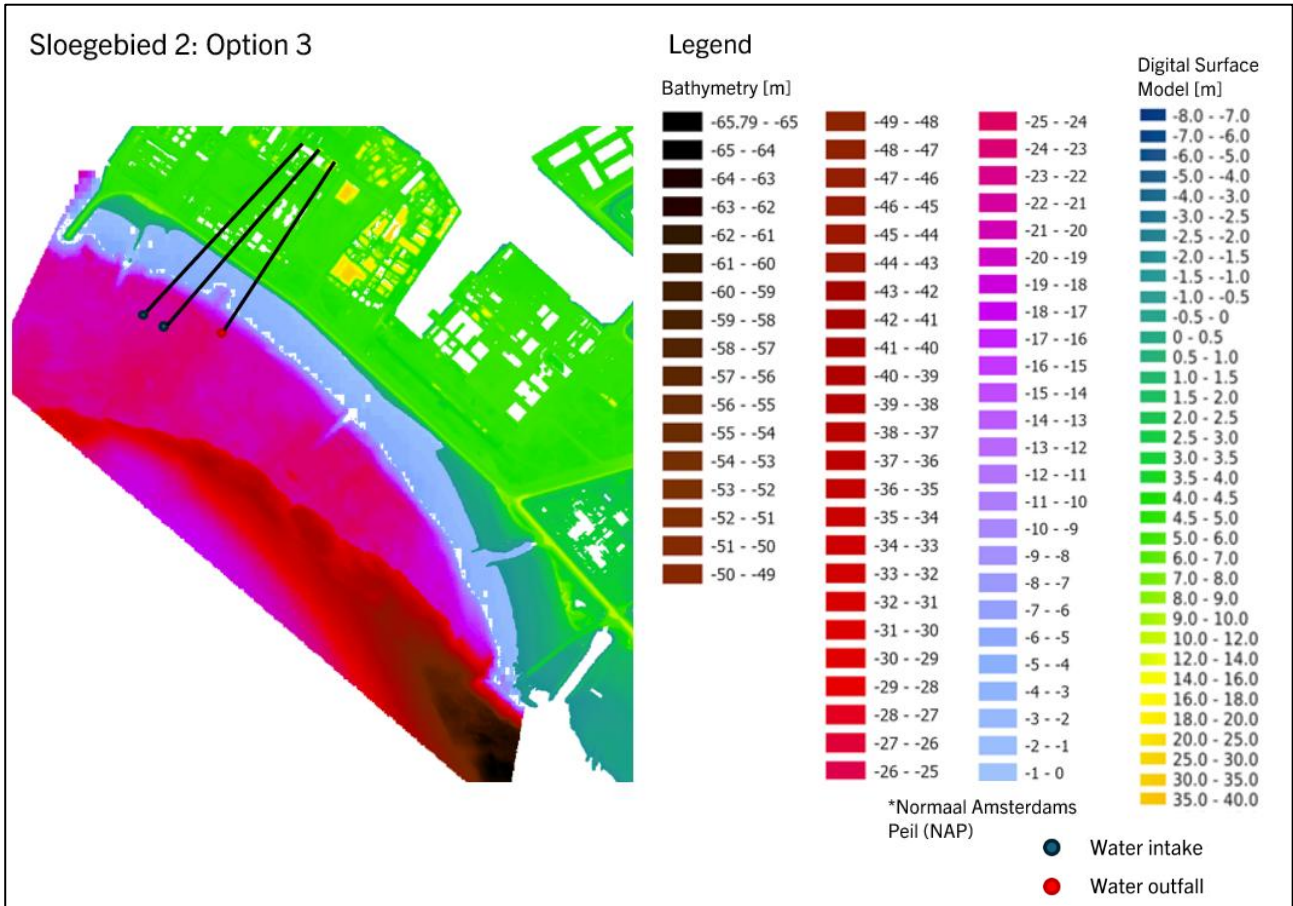 Sloegebied 2: Option 3
Legend
Bathymetry [m]
-65.79 - -65
-65 - -64
-64 - -63
-63 - -62
-62 - -61
-61 - -60
-60 - -59
-59 - -58
-58 - -57
-57 - -56
-56 - -55
-55 - -54
-54 - -53
-53 - -52
-52 - -51
-51 - -50
-50 - -49
-49 - -48
-48 - -47
-47 - -46
-46 - -45
-45 - -44
-44 - -43
-43 - -42
-42 - -41
-41 - -40
-40 - -39
-39 - -38
-38 - -37
-37 - -36
-36 - -35
-35 - -34
-34 - -33
-33 - -32
-32 - -31
-31 - -30
-30 - -29
-29 - -28
-28 - -27
-27 - -26
-26 - -25
-25 - -24
-24 - -23
-23 - -22
-22 - -21
-21 - -20
-20 - -19
-19 - -18
-18 - -17
-17 - -16
-16 - -15
-15 - -14
-14 - -13
-13 - -12
-12 - -11
-11 - -10
-10 - -9
-9 - -8
-8 - -7
-7 - -6
-6 - -5
-5 - -4
-4 - -3
-3 - -2
-2 - -1
-1 - 0
*Normaal Amsterdams
Peil (NAP)
Digital Surface
Model [m]
-8.0 - -7.0
-7.0 - -6.0
-6.0 - -5.0
-5.0 - -4.0
-4.0 - -3.0
-3.0 - -2.5
-2.5 - -2.0
-2.0 - -1.5
-1.5 - -1.0
-1.0 - -0.5
-0.5 - 0
0 - 0.5
0.5 - 1.0
1.0 - 1.5
1.5 - 2.0
2.0 - 2.5
2.5 - 3.0
3.0 - 3.5
3.5 - 4.0
4.0 - 4.5
4.5 - 5.0
5.0 - 6.0
6.0 - 7.0
7.0 - 8.0
8.0 - 9.0
9.0 - 10.0
10.0 - 12.0
12.0 - 14.0
14.0 - 16.0
16.0 - 18.0
18.0 - 20.0
20.0 - 25.0
25.0 - 30.0
30.0 - 35.0
35.0 - 40.0
Water intake
Water outfall